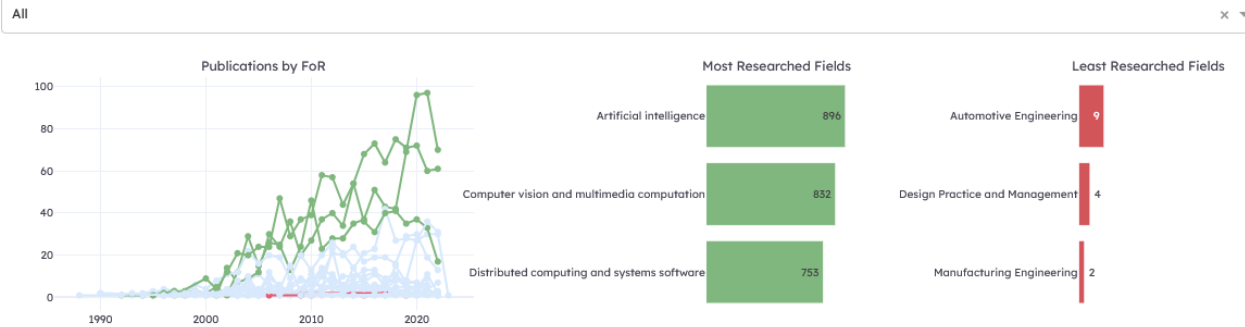 All
Publications by FoR
100
80
60
40
20
0
1990
2000
2010
2020
Most Researched Fields
Artificial intelligence 896
Computer vision and multimedia computation 832
Distributed computing and systems software 753
Least Researched Fields
Automotive Engineering 9
Design Practice and Management 4
Manufacturing Engineering 2